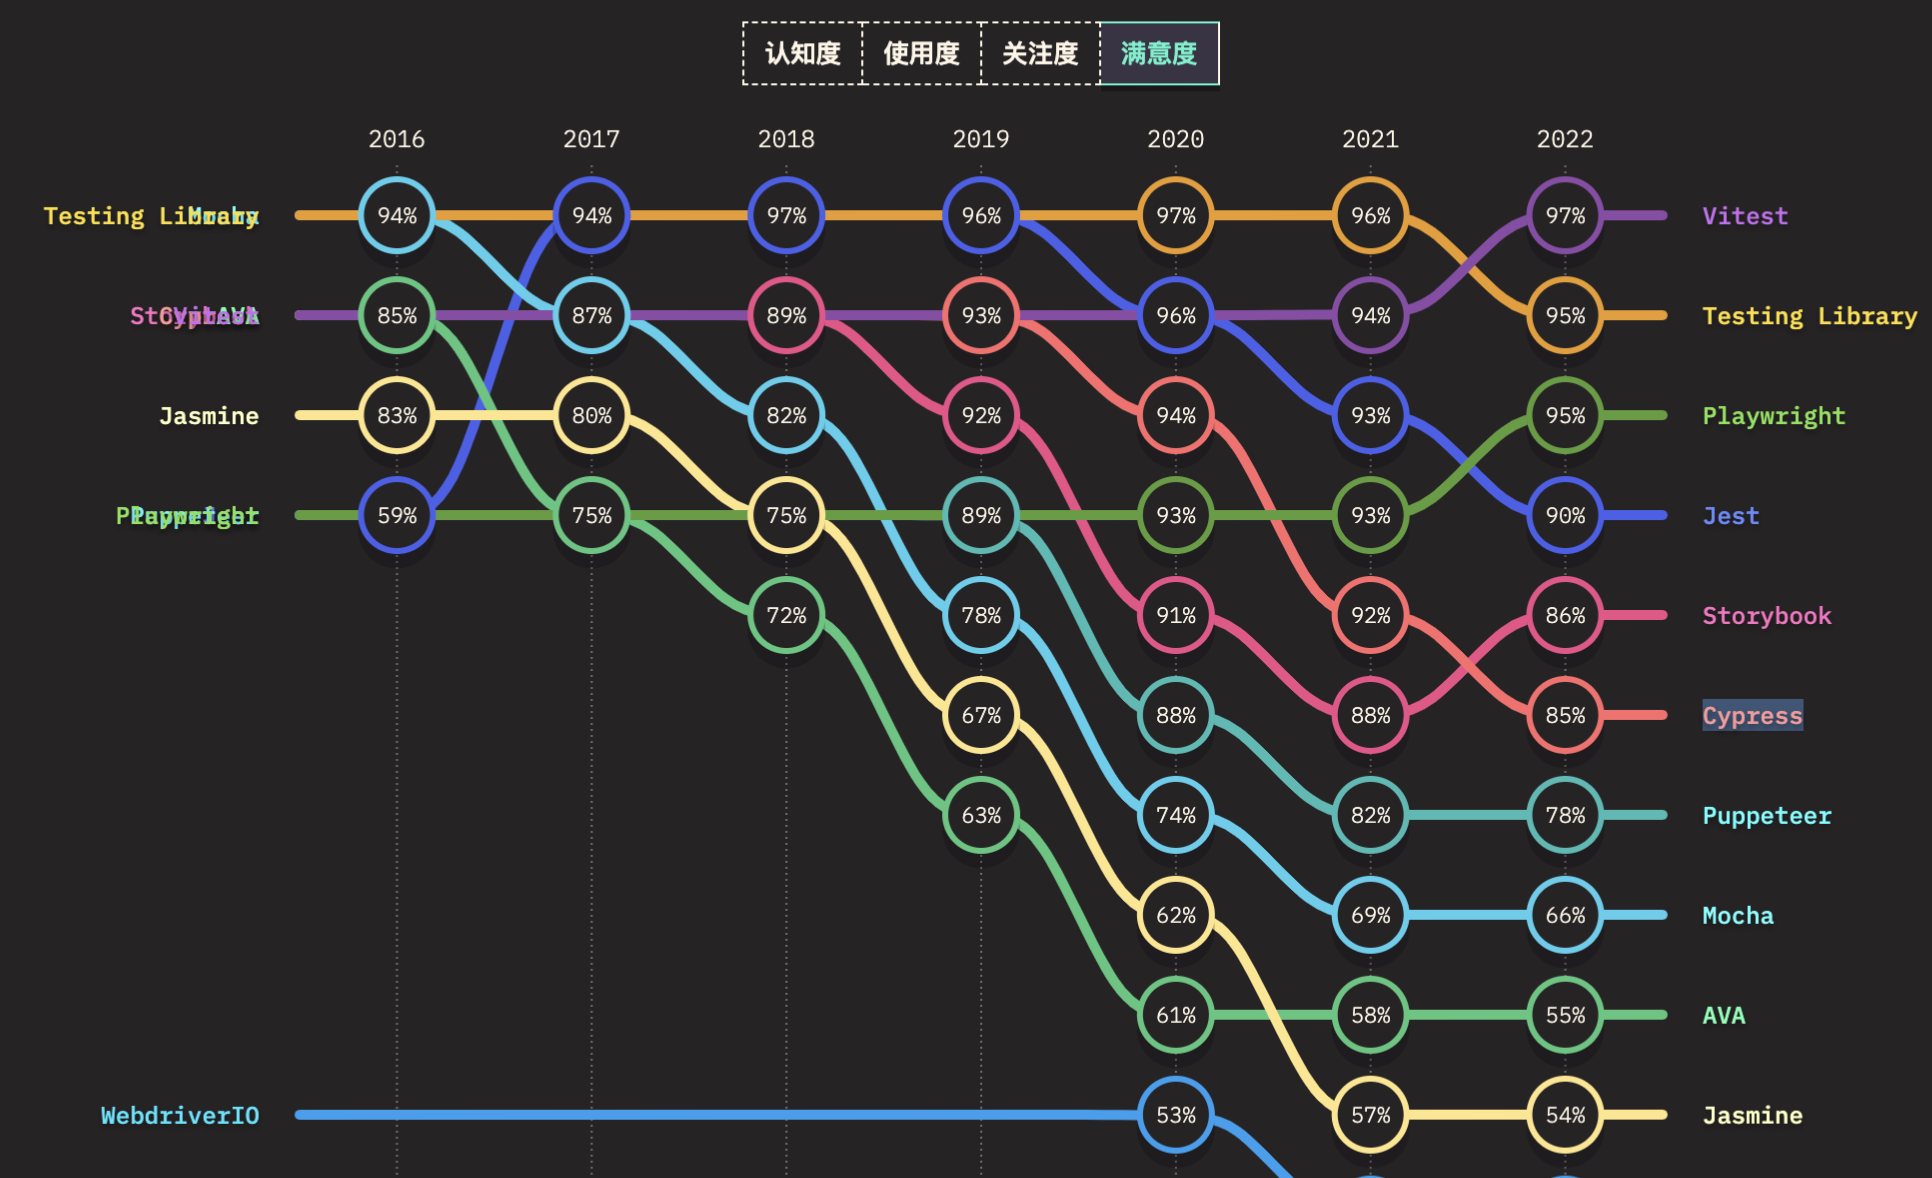 认知度 使用度 关注度 满意度
2016 2017 2018 2019 2020 2021 2022
Testing Library 94% 94% 97% 96% 97% 96% 97% Vitest
85% 87% 89% 93% 96% 94% 95% Testing Library
Jasmine 83% 80% 82% 92% 94% 93% 95% Playwright
59% 75% 75% 89% 93% 93% 90% Jest
72% 78% 91% 92% 86% Storybook
67% 88% 88% 85% Cypress
63% 74% 82% 78% Puppeteer
62% 69% 66% Mocha
61% 58% 55% AVA
WebdriverIO 53% 57% 54% Jasmine